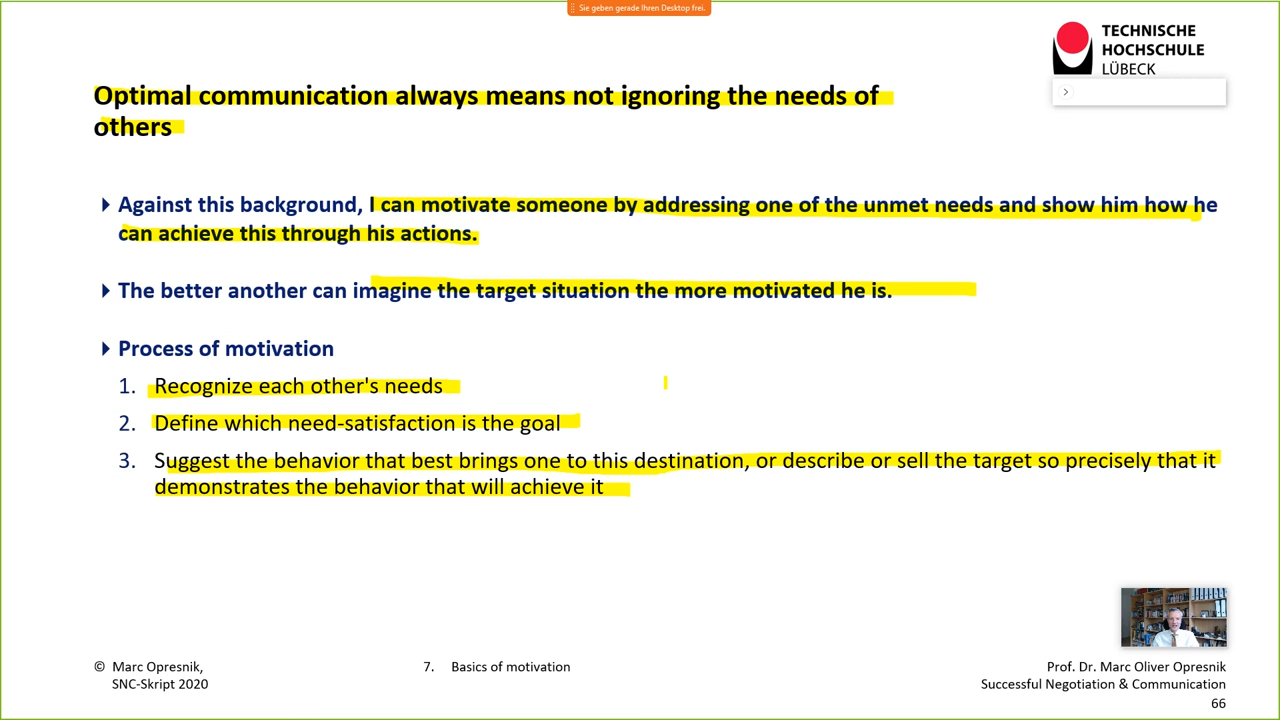 Sie geben gerade Ihren Desktop frei.
TECHNISCHE
HOCHSCHULE
LÜBECK
Optimal communication always means not ignoring the needs of
others
Against this background, I can motivate someone by addressing one of the unmet needs and show him how he
can achieve this through his actions.
The better another can imagine the target situation the more motivated he is.
Process of motivation
1. Recognize each other's needs
2. Define which need-satisfaction is the goal
3. Suggest the behavior that best brings one to this destination, or describe or sell the target so precisely that it
demonstrates the behavior that will achieve it
© Marc Opresnik,
SNC-Skript 2020
7. Basics of motivation
Prof. Dr. Marc Oliver Opresnik
Successful Negotiation & Communication
66